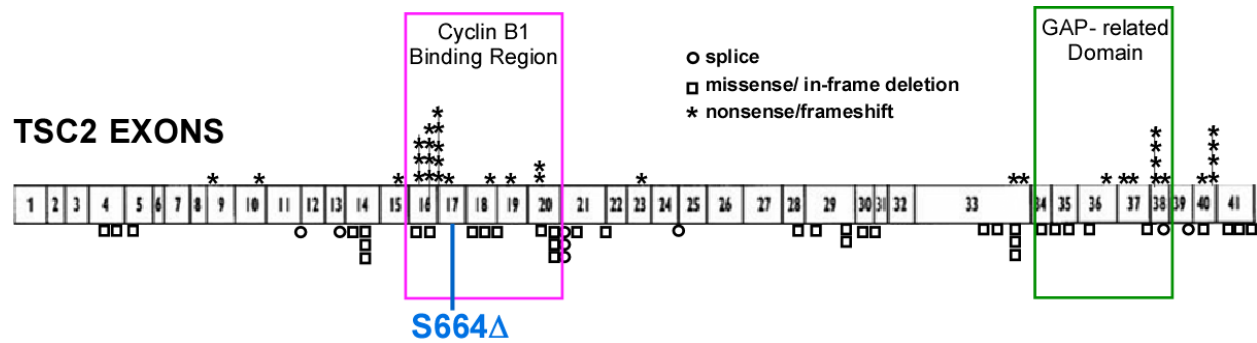 Cyclin B1
Binding Region
GAP- related
Domain
splice
missense/ in-frame deletion
* nonsense/frameshift
TSC2 EXONS
1 2 3 4 5 6 7 8 9 10 11 12 13 14 15 16 17 18 19 20 21 22 23 24 25 26 27 28 29 30 31 32 33 34 35 36 37 38 39 40 41
S664Δ